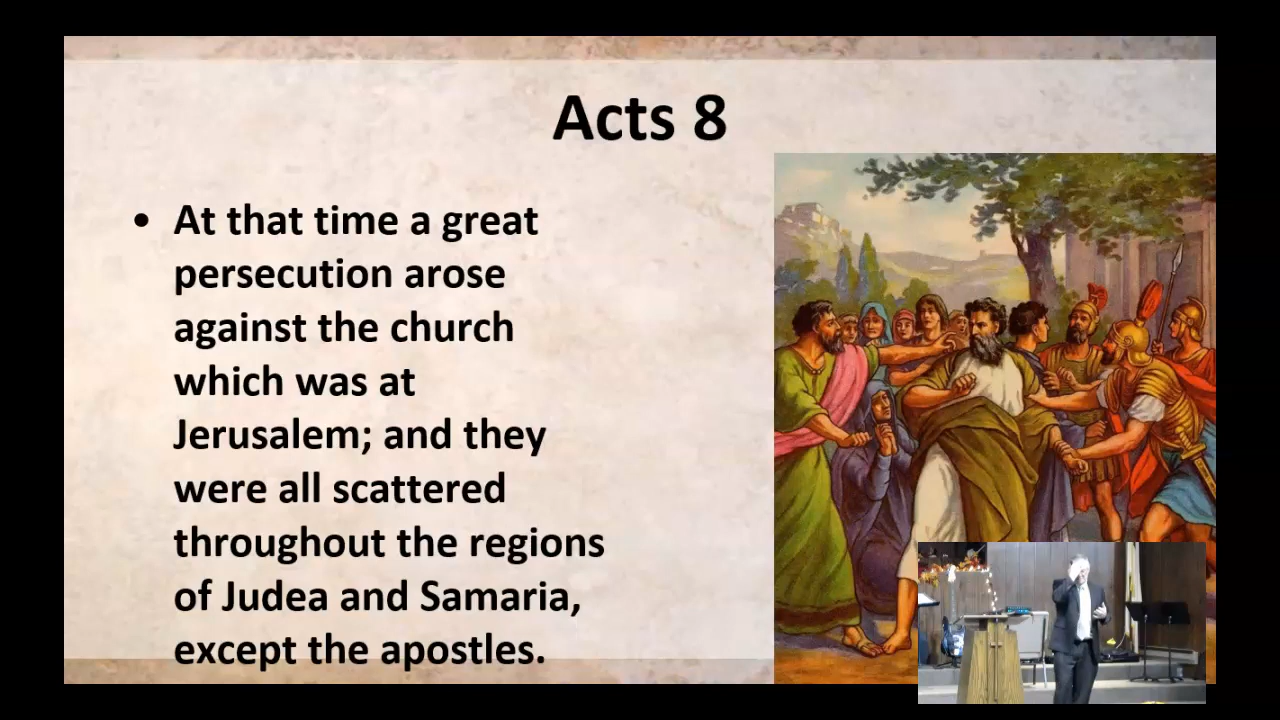 Acts 8
• At that time a great
persecution arose
against the church
which was at
Jerusalem; and they
were all scattered
throughout the regions
of Judea and Samaria,
except the apostles.